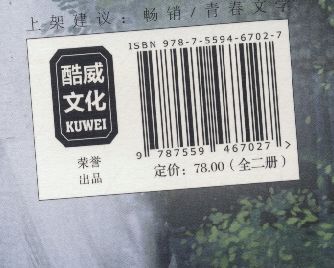 上架建议：畅销/青春文学
ISBN 978-7-5594-6702-7
酷威
文化
KUWEI
荣誉
出品
9 787559 467027 >
定价：78.00（全二册）